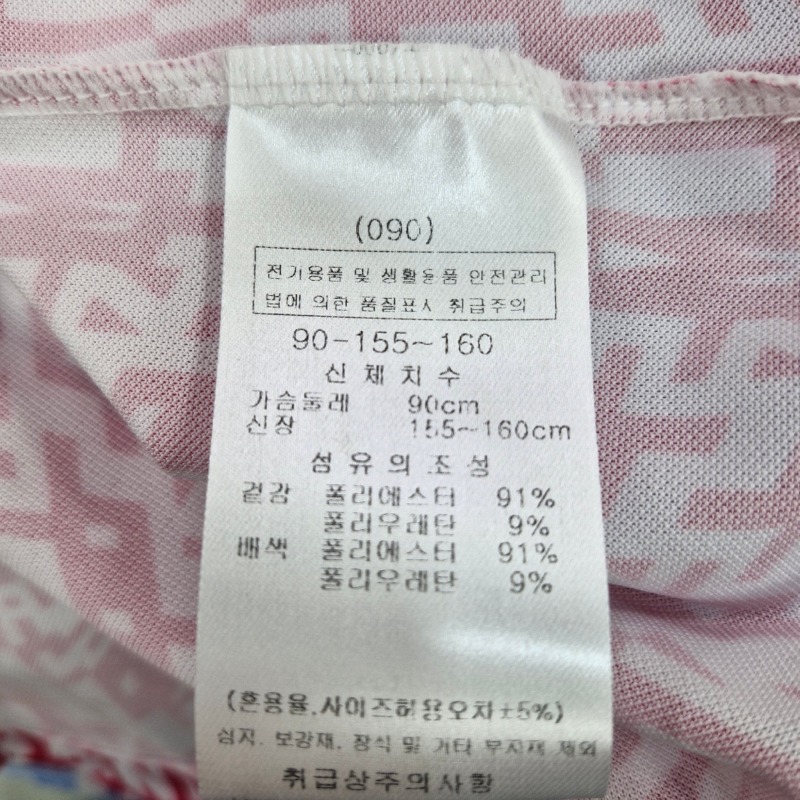 (090)
전기용품 및 생활용품 안전관리
법에 의한 품질표시 취급주의
90-155~160
신 체 치 수
가슴둘레 90cm
신장 155~160cm
섬 유 의 조 성
겉감 폴리에스터 91%
폴리우레탄 9%
배색 폴리에스터 91%
폴리우레탄 9%
(혼용율,사이즈허용오차±5%)
심지, 보강재, 장식 및 기타 부자재 제외
취급상주의사항